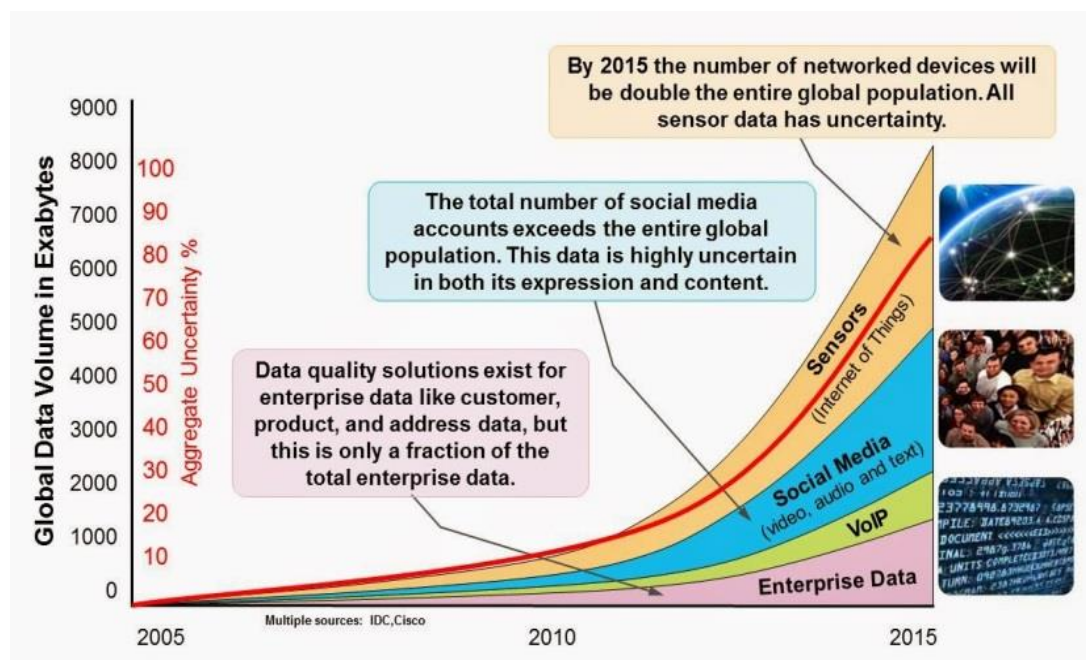 By 2015 the number of networked devices will
be double the entire global population. All
sensor data has uncertainty.
The total number of social media
accounts exceeds the entire global
population. This data is highly uncertain
in both its expression and content.
Data quality solutions exist for
enterprise data like customer,
product, and address data, but
this is only a fraction of the
total enterprise data.
Global Data Volume in Exabytes
9000
8000
7000
6000
5000
4000
3000
2000
1000
0
Aggregate Uncertainty %
100
90
80
70
60
50
40
30
20
10
Sensors
(Internet of Things)
Social Media
(video, audio and text)
VoIP
Enterprise Data
Multiple sources: IDC,Cisco
2005
2010
2015
DOCUMENT
UNITS